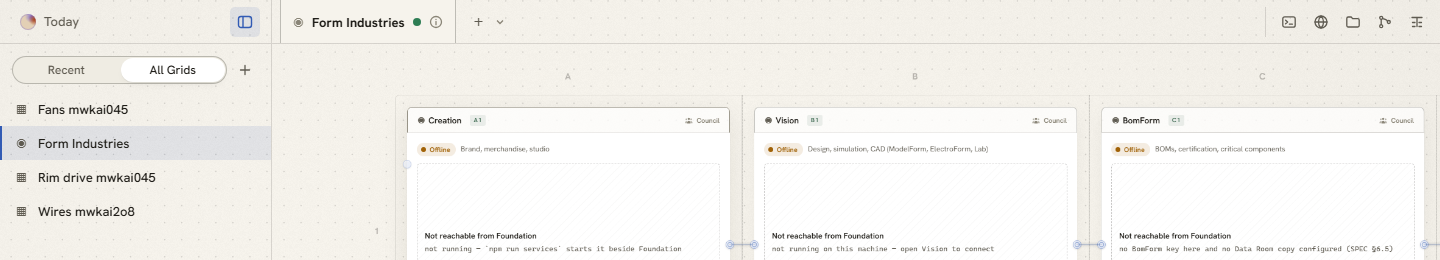 Today
Form Industries
Recent
All Grids
Fans mwkai045
Form Industries
Rim drive mwkai045
Wires mwkai2o8
A
B
C
1
Creation A1 Council
Offline Brand, merchandise, studio
Not reachable from Foundation
not running — `npm run services` starts it beside Foundation
Vision B1 Council
Offline Design, simulation, CAD (ModelForm, ElectroForm, Lab)
Not reachable from Foundation
not running on this machine — open Vision to connect
BomForm C1 Council
Offline BOMs, certification, critical components
Not reachable from Foundation
no BomForm key here and no Data Room copy configured (SPEC §6.5)